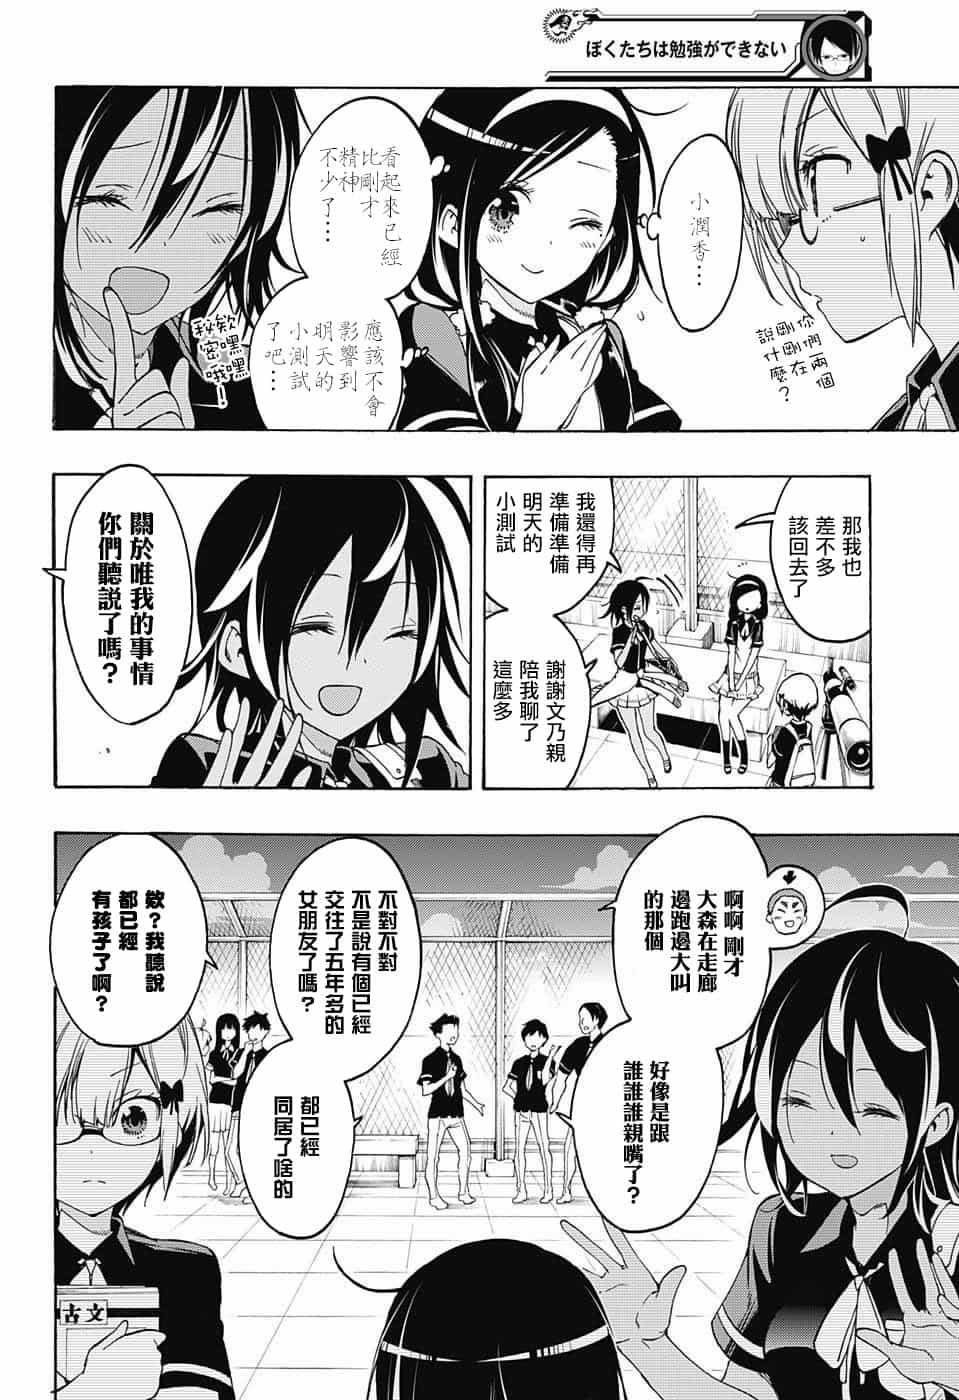 ぼくたちは勉強ができない
你們兩個
剛剛在
說什麼？
小潤香…
看起來已經
比剛才
精神
不少了…
應該不會
影響到
明天的
小測試
了吧…
欸嘿嘿
秘密哦！
那我也
差不多
該回去了
我還得再
準備準備
明天的
小測試
謝謝文乃親
陪我聊了
這麼多
關於唯我的事情
你們聽說了嗎？
啊啊 剛才
大森在走廊
邊跑邊大叫
的那個
好像是跟
誰誰誰親嘴了？
不對不對
不是說有個已經
交往了五年多的
女朋友了嗎？
都已經
同居了啥的
欸？我聽說
都已經
有孩子了啊？
古文